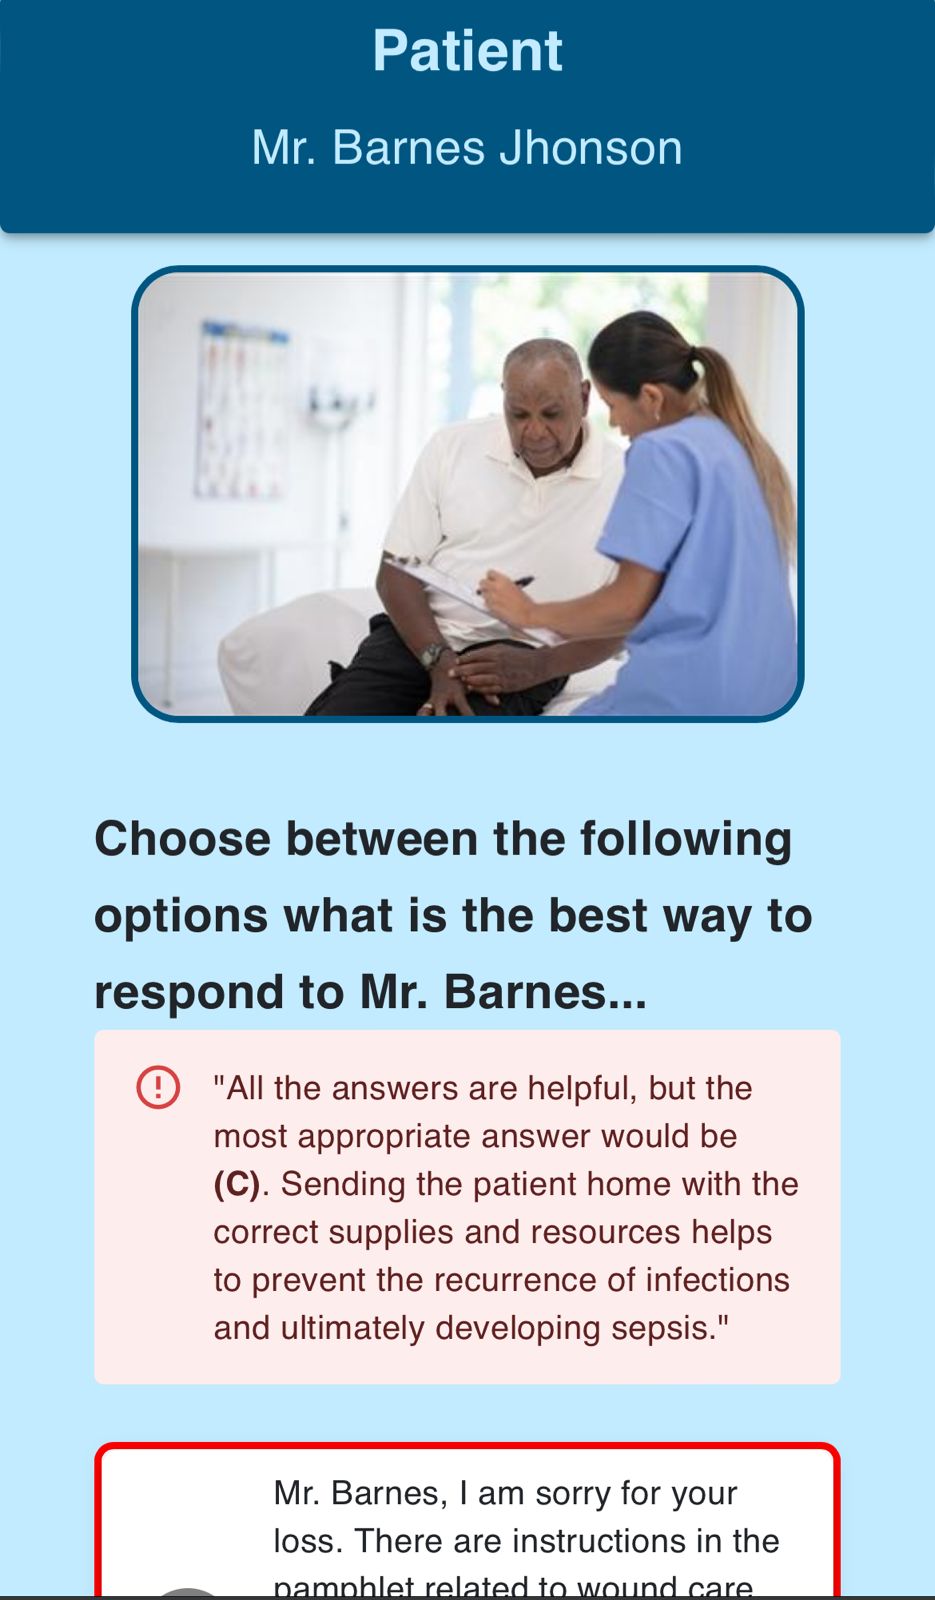 Patient
Mr. Barnes Jhonson
Choose between the following
options what is the best way to
respond to Mr. Barnes...
"All the answers are helpful, but the
most appropriate answer would be
(C). Sending the patient home with the
correct supplies and resources helps
to prevent the recurrence of infections
and ultimately developing sepsis."
Mr. Barnes, I am sorry for your
loss. There are instructions in the
pamphlet related to wound care